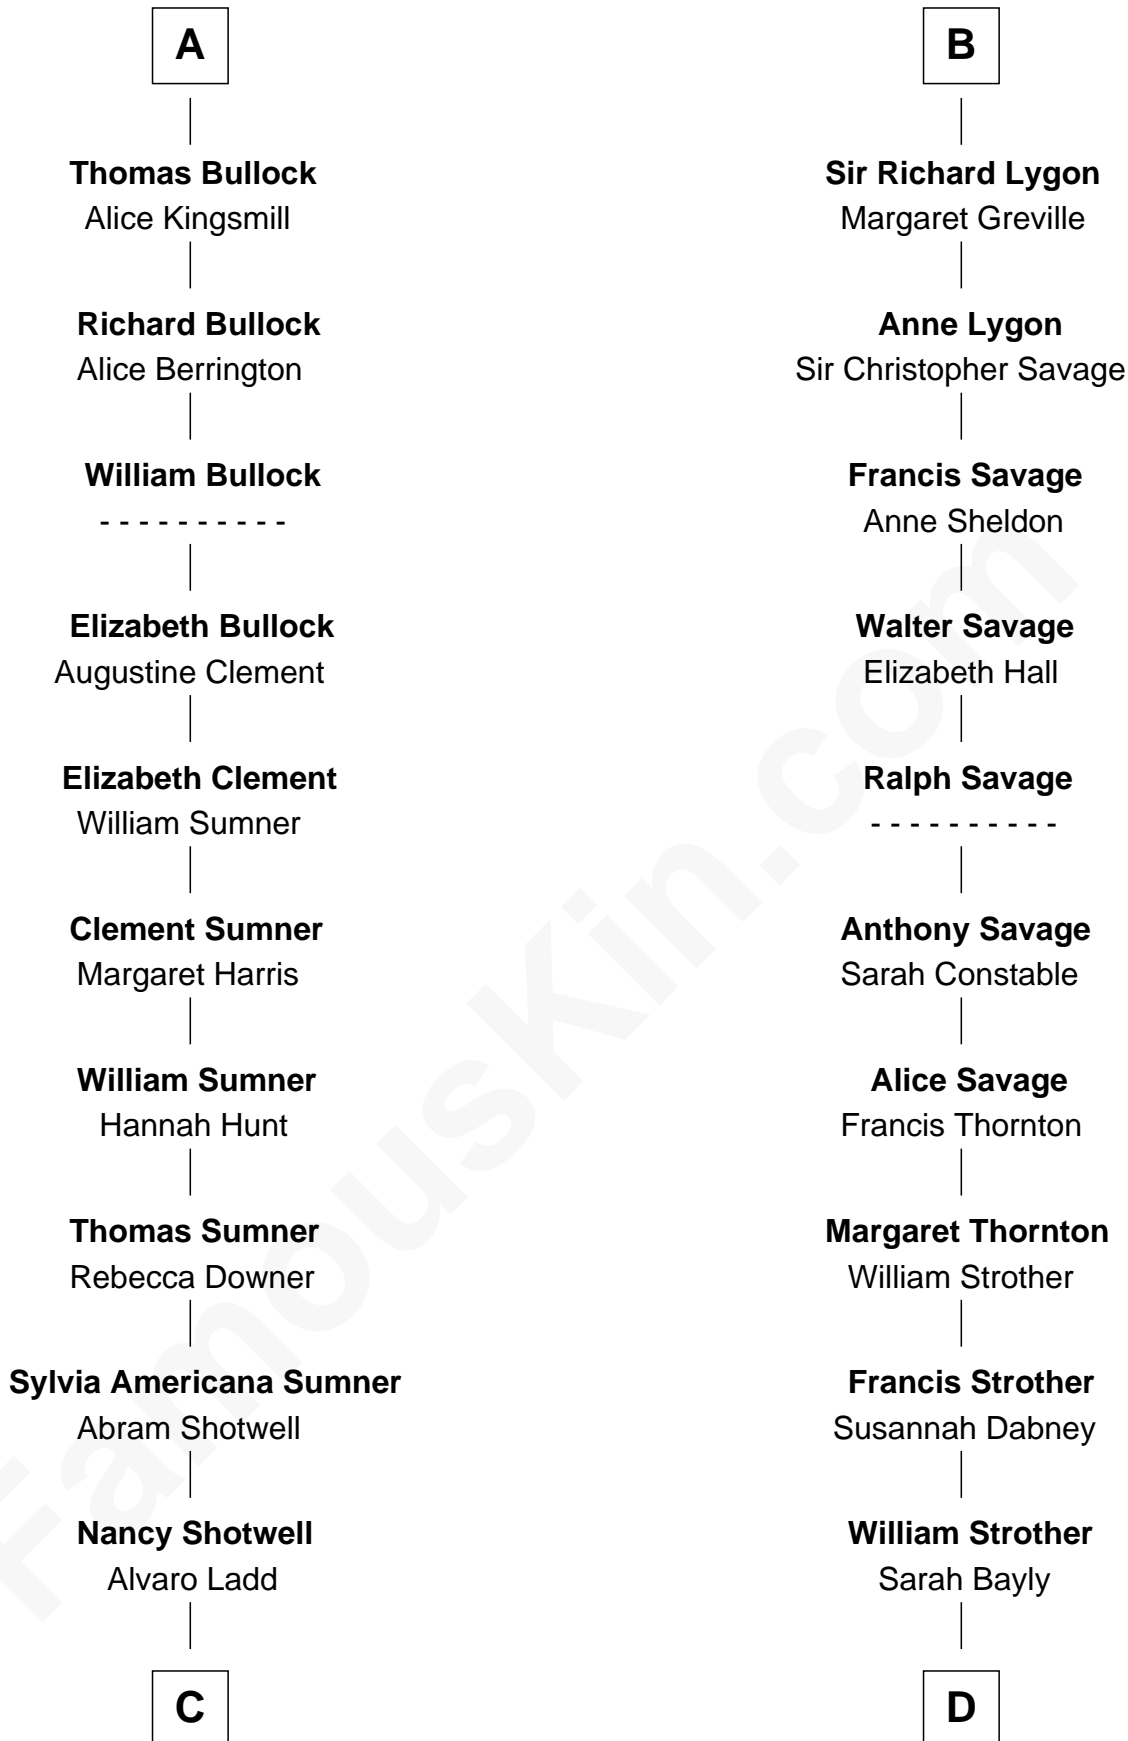 A
Thomas Bullock
Alice Kingsmill
Richard Bullock
Alice Berrington
William Bullock
- - - - - - - - - -
Elizabeth Bullock
Augustine Clement
Elizabeth Clement
William Sumner
Clement Sumner
Margaret Harris
William Sumner
Hannah Hunt
Thomas Sumner
Rebecca Downer
Sylvia Americana Sumner
Abram Shotwell
Nancy Shotwell
Alvaro Ladd
C
B
Sir Richard Lygon
Margaret Greville
Anne Lygon
Sir Christopher Savage
Francis Savage
Anne Sheldon
Walter Savage
Elizabeth Hall
Ralph Savage
- - - - - - - - - -
Anthony Savage
Sarah Constable
Alice Savage
Francis Thornton
Margaret Thornton
William Strother
Francis Strother
Susannah Dabney
William Strother
Sarah Bayly
D
FamousKin.com